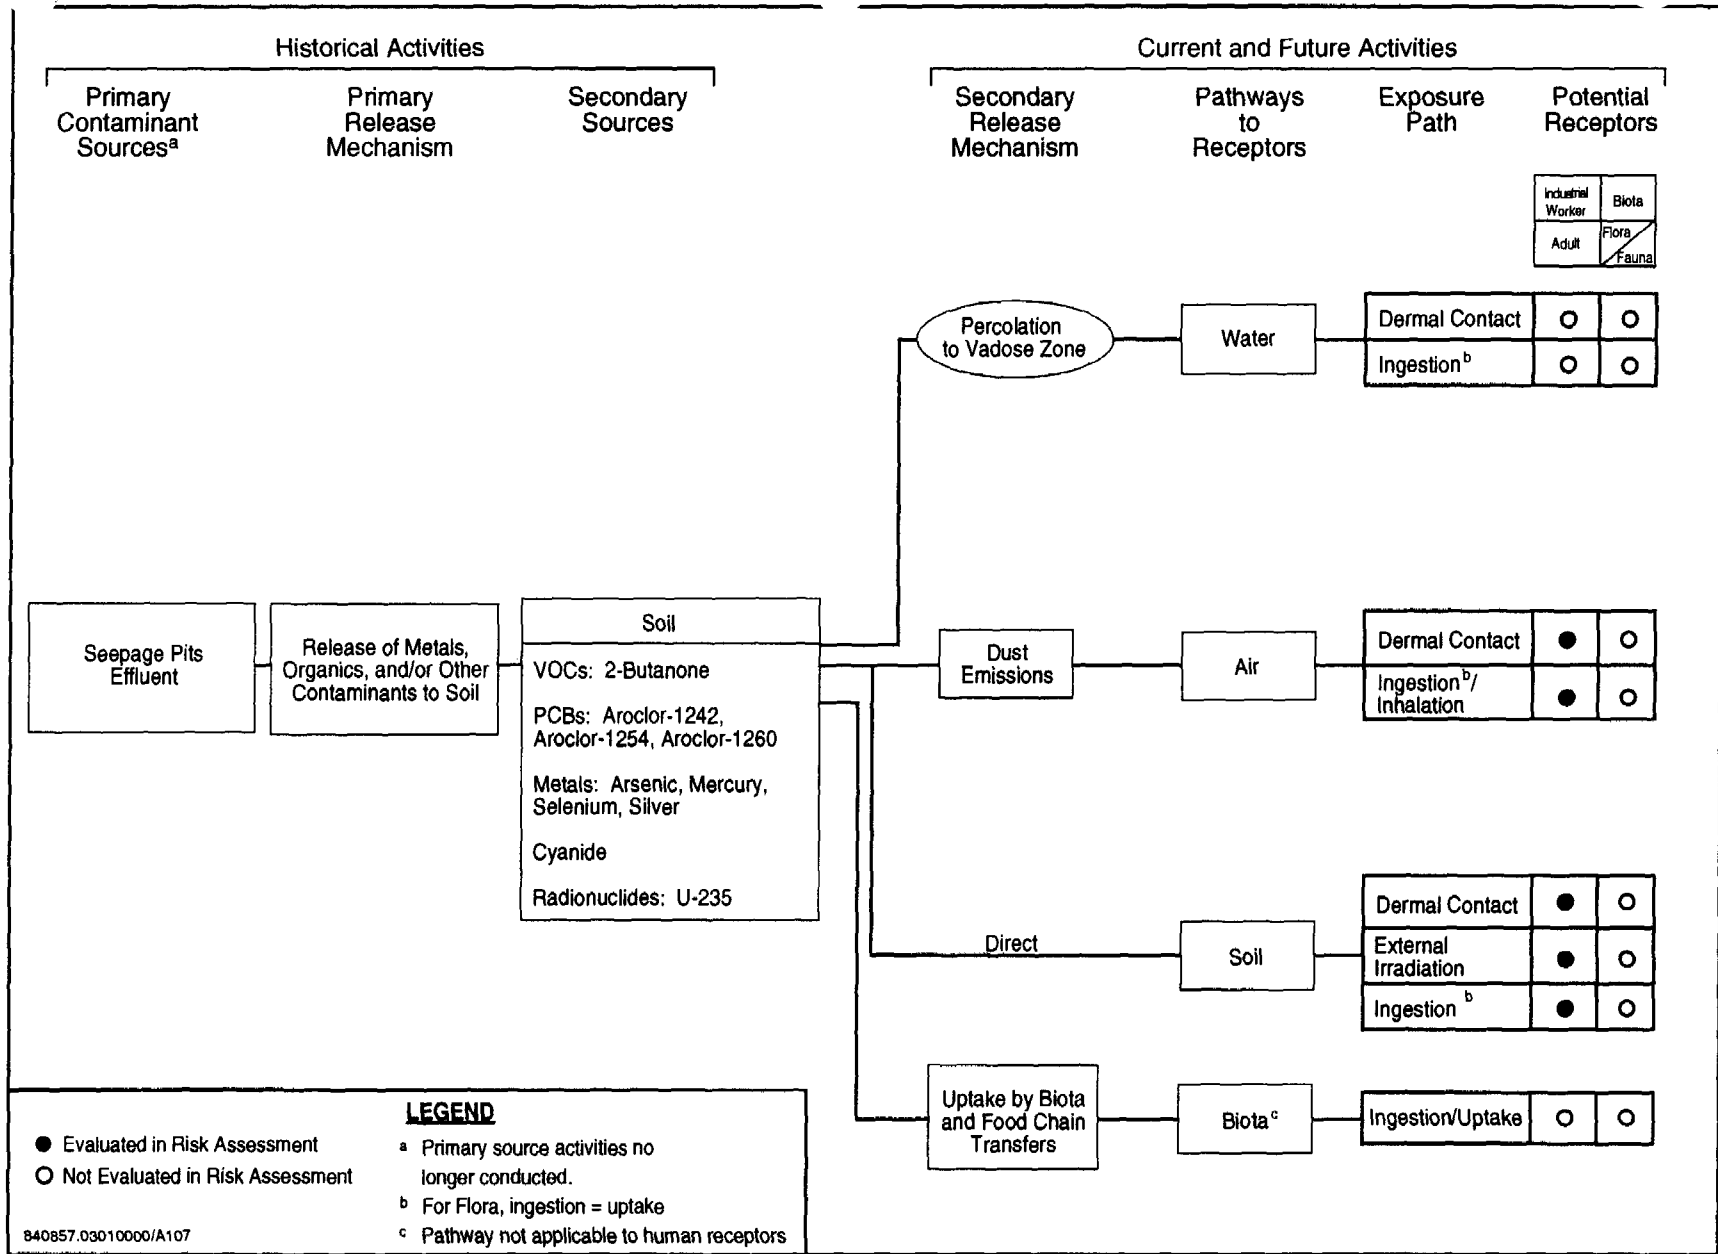 Historical Activities
Current and Future Activities
Primary
Contaminant
Sourcesᵃ
Primary
Release
Mechanism
Secondary
Sources
Secondary
Release
Mechanism
Pathways
to
Receptors
Exposure
Path
Potential
Receptors
Industrial
Worker
Biota
Adult
Flora
Fauna
Percolation
to Vadose Zone
Water
Dermal Contact
Ingestionᵇ
Seepage Pits
Effluent
Release of Metals,
Organics, and/or Other
Contaminants to Soil
Soil
VOCs: 2-Butanone
PCBs: Aroclor-1242,
Aroclor-1254, Aroclor-1260
Metals: Arsenic, Mercury,
Selenium, Silver
Cyanide
Radionuclides: U-235
Dust
Emissions
Air
Dermal Contact
Ingestionᵇ/
Inhalation
Direct
Soil
Dermal Contact
External
Irradiation
Ingestion ᵇ
Uptake by Biota
and Food Chain
Transfers
Biotaᶜ
Ingestion/Uptake
LEGEND
● Evaluated in Risk Assessment
O Not Evaluated in Risk Assessment
ᵃ Primary source activities no
longer conducted.
ᵇ For Flora, ingestion = uptake
ᶜ Pathway not applicable to human receptors
840857.03010000/A107